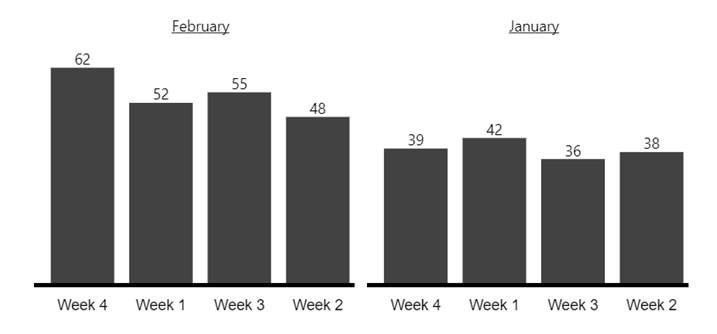 February
January
62
52
55
48
39
42
36
38
Week 4
Week 1
Week 3
Week 2
Week 4
Week 1
Week 3
Week 2